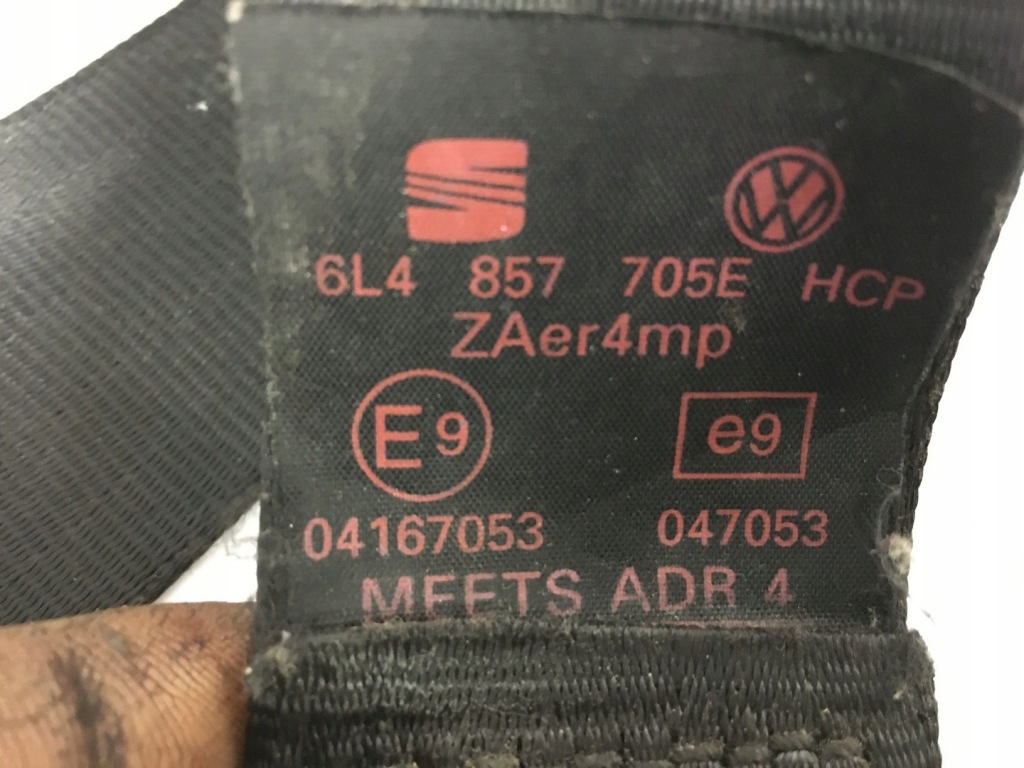 6L4 857 705E HCP
ZAer4mp
E9 e9
04167053 047053
MEETS ADR 4